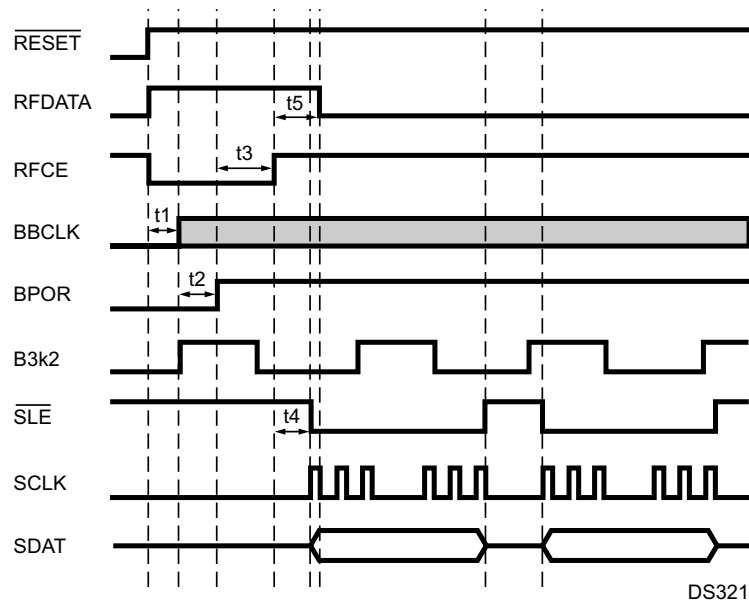 RESET
RFDATA
t5
RFCE
t3
BBCLK
t1
BPOR
t2
B3k2
SLE
t4
SCLK
SDAT
DS321